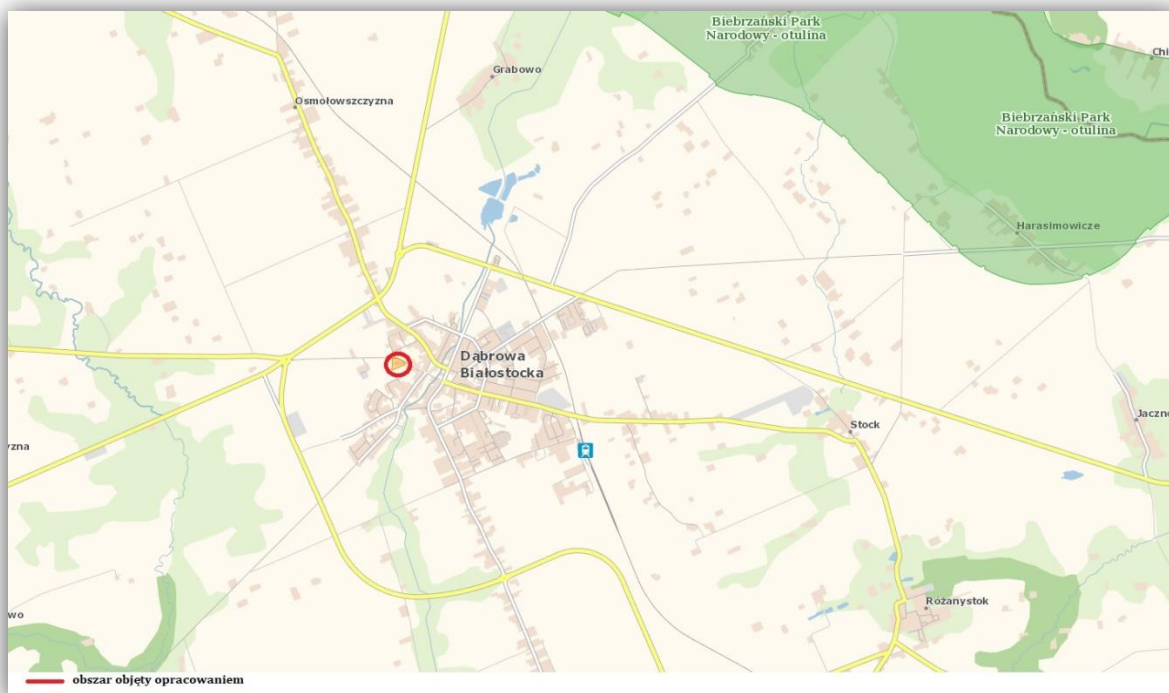 Biebrzański Park
Narodowy - otulina
Chi
Grabowo
Osmołowszczyzna
Biebrzański Park
Narodowy - otulina
Harasimowicze
Dąbrowa
Białostocka
Jaczno
Stock
yzna
Różanystok
wo
obszar objęty opracowaniem